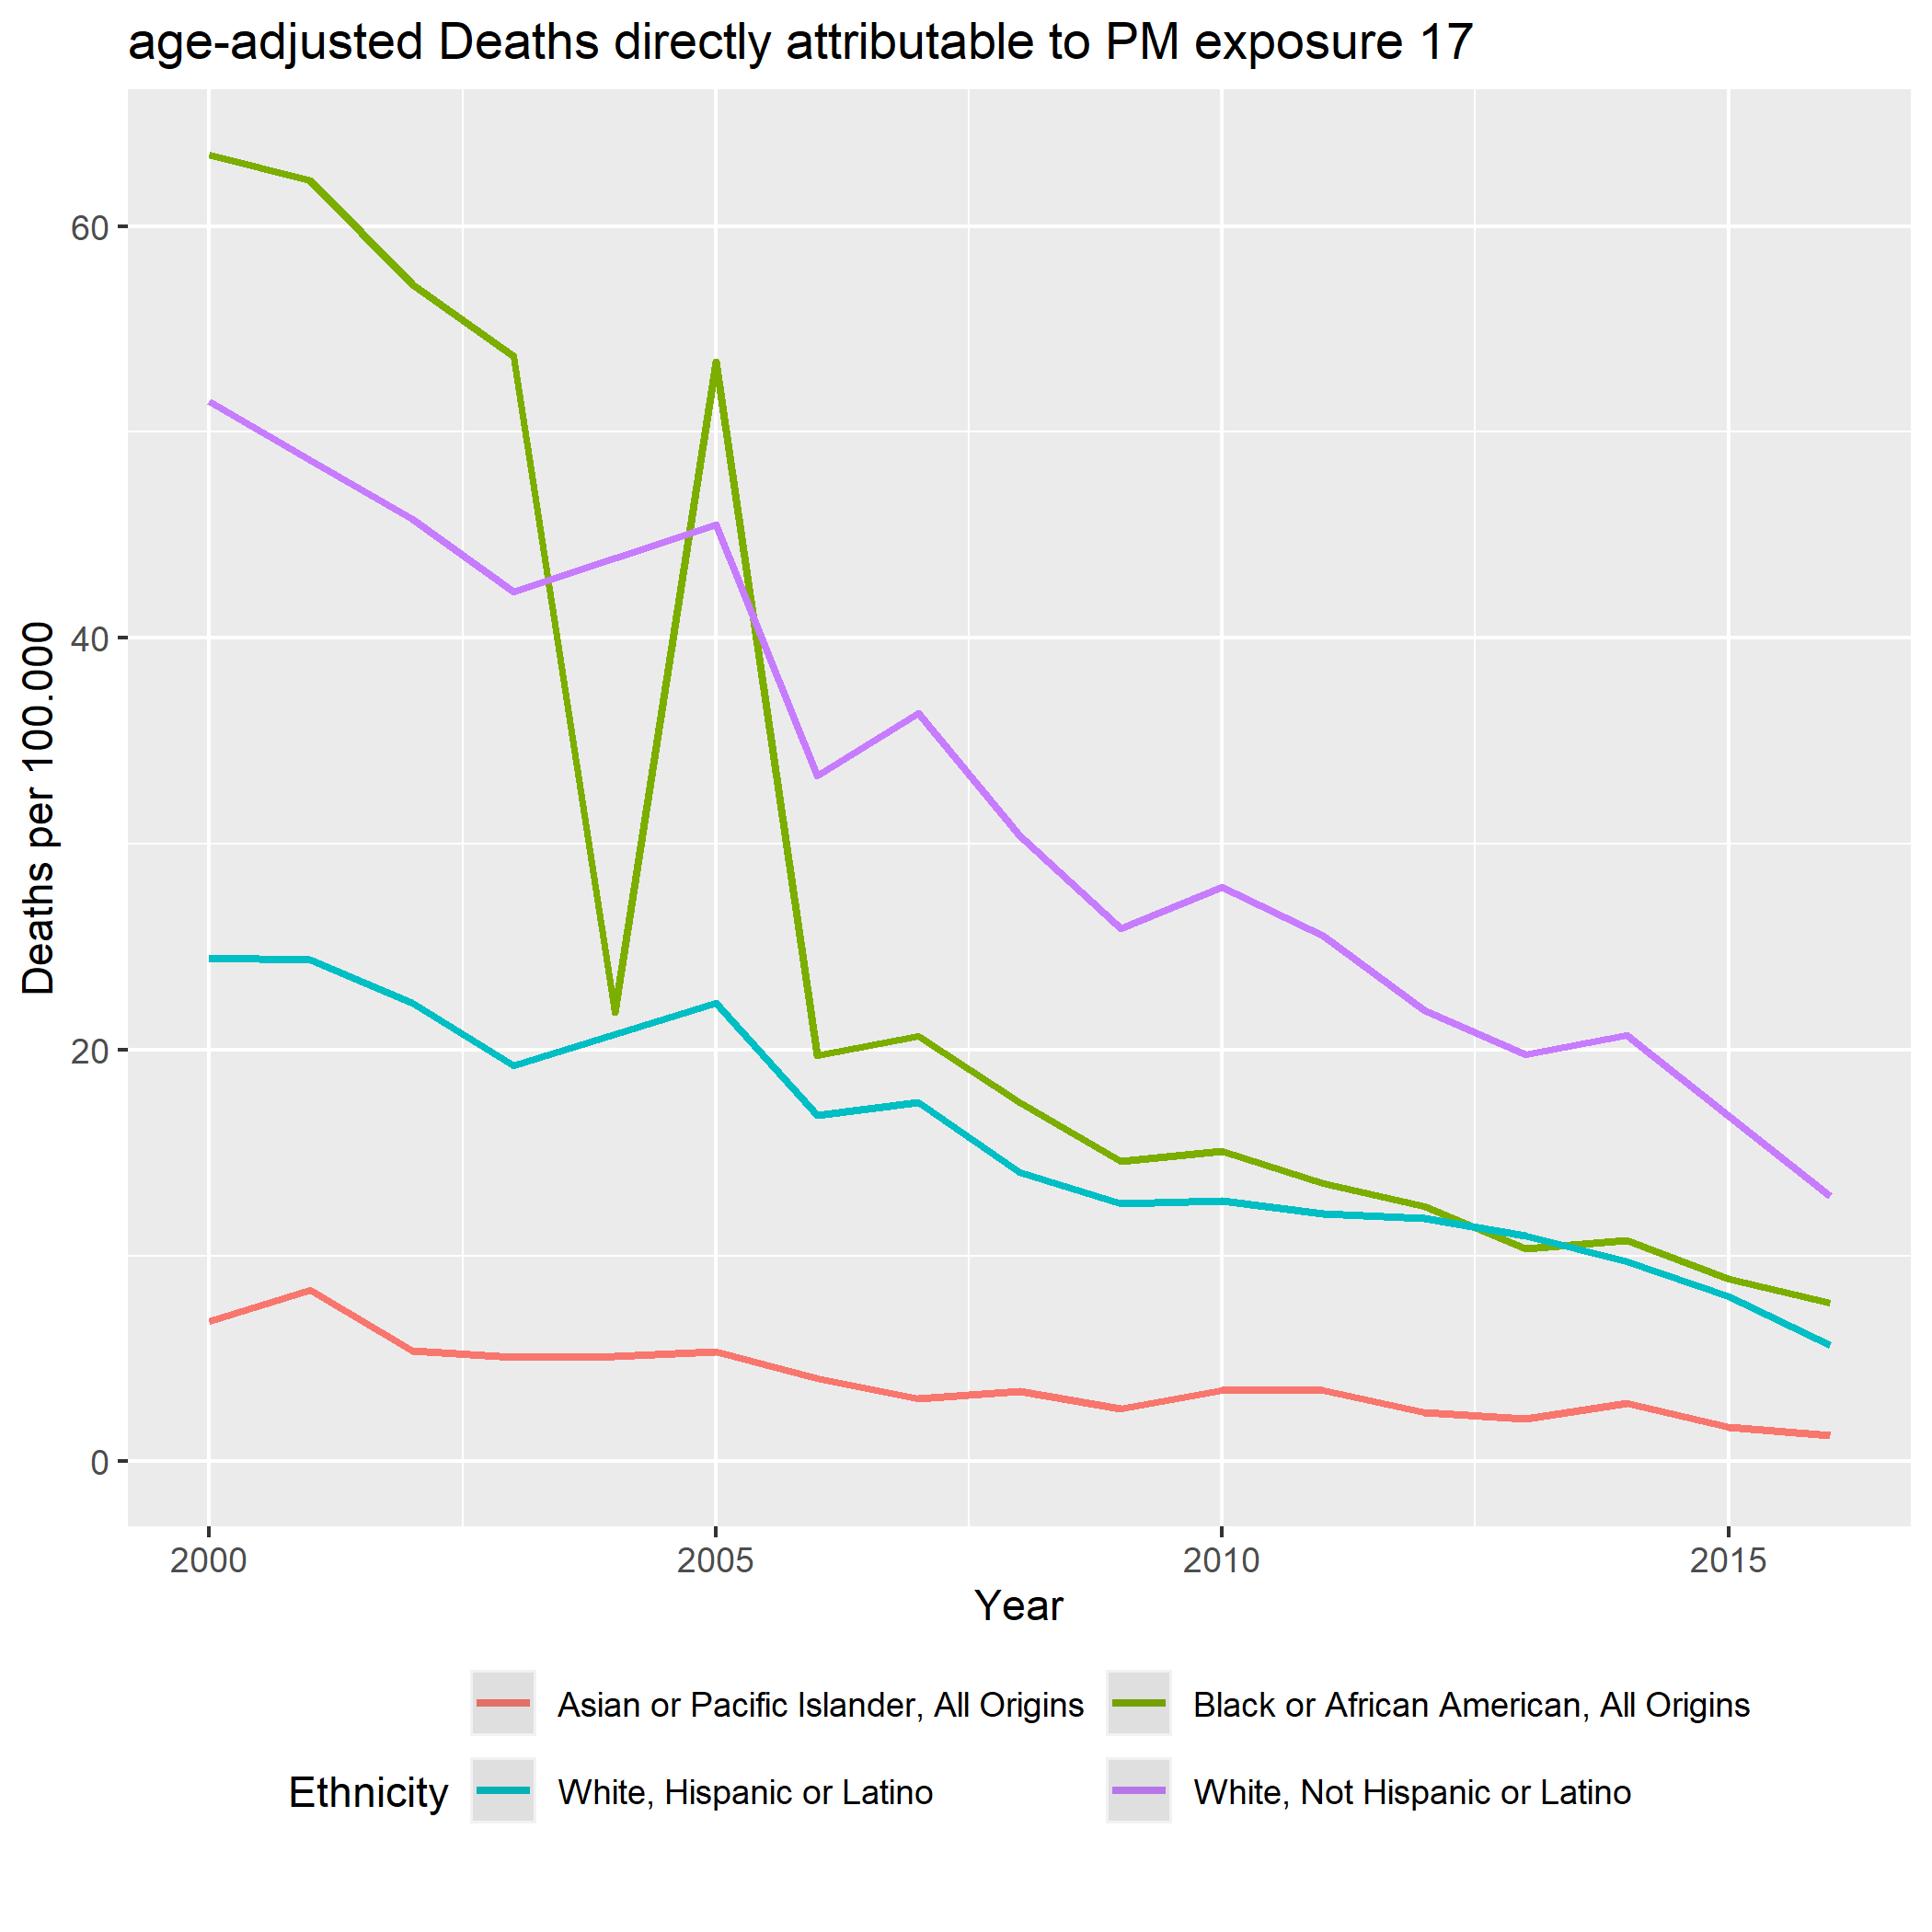 age-adjusted Deaths directly attributable to PM exposure 17
Deaths per 100.000
60
40
20
0
2000 2005 2010 2015
Year
Ethnicity
Asian or Pacific Islander, All Origins
Black or African American, All Origins
White, Hispanic or Latino
White, Not Hispanic or Latino